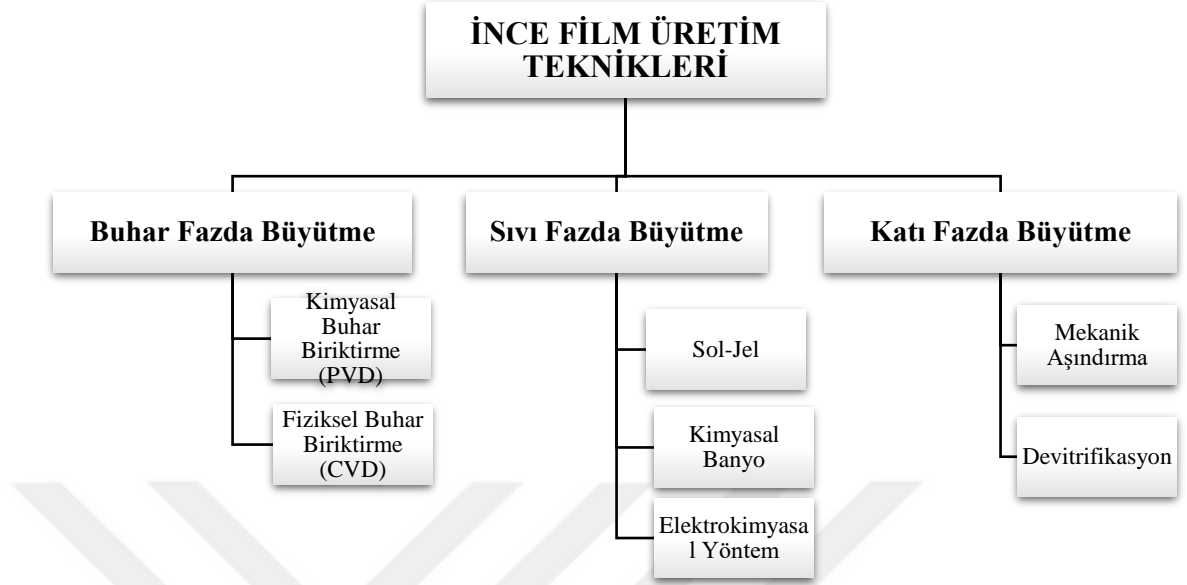 İNCE FİLM ÜRETİM
TEKNİKLERİ
Buhar Fazda Büyütme
Kimyasal
Buhar
Biriktirme
(PVD)
Fiziksel Buhar
Biriktirme
(CVD)
Sıvı Fazda Büyütme
Sol-Jel
Kimyasal
Banyo
Elektrokimyasa
l Yöntem
Katı Fazda Büyütme
Mekanik
Aşındırma
Devitrifikasyon